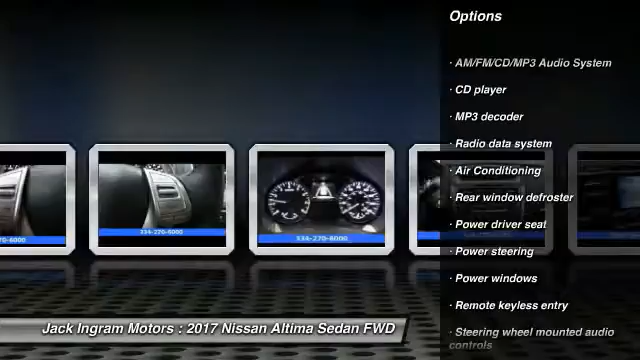 Options
· AM/FM/CD/MP3 Audio System
· CD player
· MP3 decoder
· Radio data system
· Air Conditioning
· Rear window defroster
· Power driver seat
· Power steering
· Power windows
· Remote keyless entry
· Steering wheel mounted audio
controls
334-270-6000
334-270-6000
Jack Ingram Motors : 2017 Nissan Altima Sedan FWD